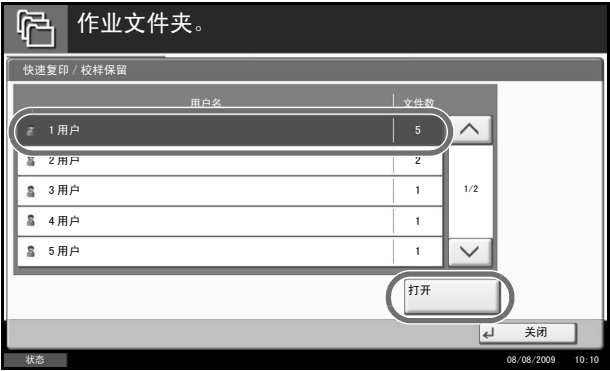 作业文件夹。
快速复印 / 校样保留
用户名 文件数
1 用户 5
2 用户 2
3 用户 1
1/2
4 用户 1
5 用户 1
打开
关闭
状态 08/08/2009 10:10